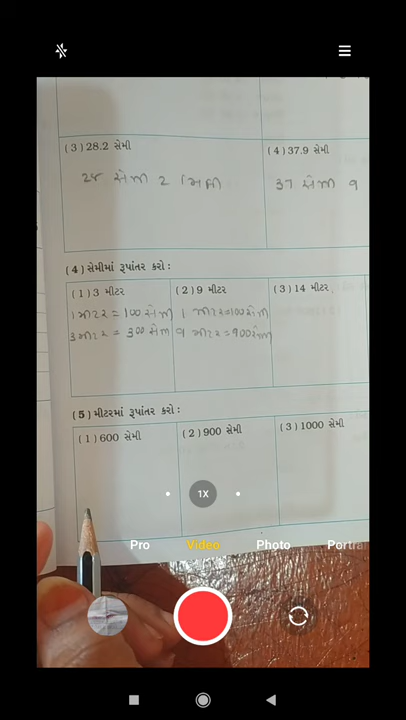 (3) 28.2 સેમી
(4) 37.9 સેમી
28 સેમી 2 મિમી
37 સેમી 9
(4) સેમીમાં રૂપાંતર કરો :
(1) 3 મીટર
(2) 9 મીટર
(3) 14 મીટર
1 મીટર = 100 સેમી
1 મીટર = 100 સેમી
3 મીટર = 300 સેમી
9 મીટર = 900 સેમી
(5) મીટરમાં રૂપાંતર કરો :
(1) 600 સેમી
(2) 900 સેમી
(3) 1000 સેમી
1X
Pro Video Photo Portrai